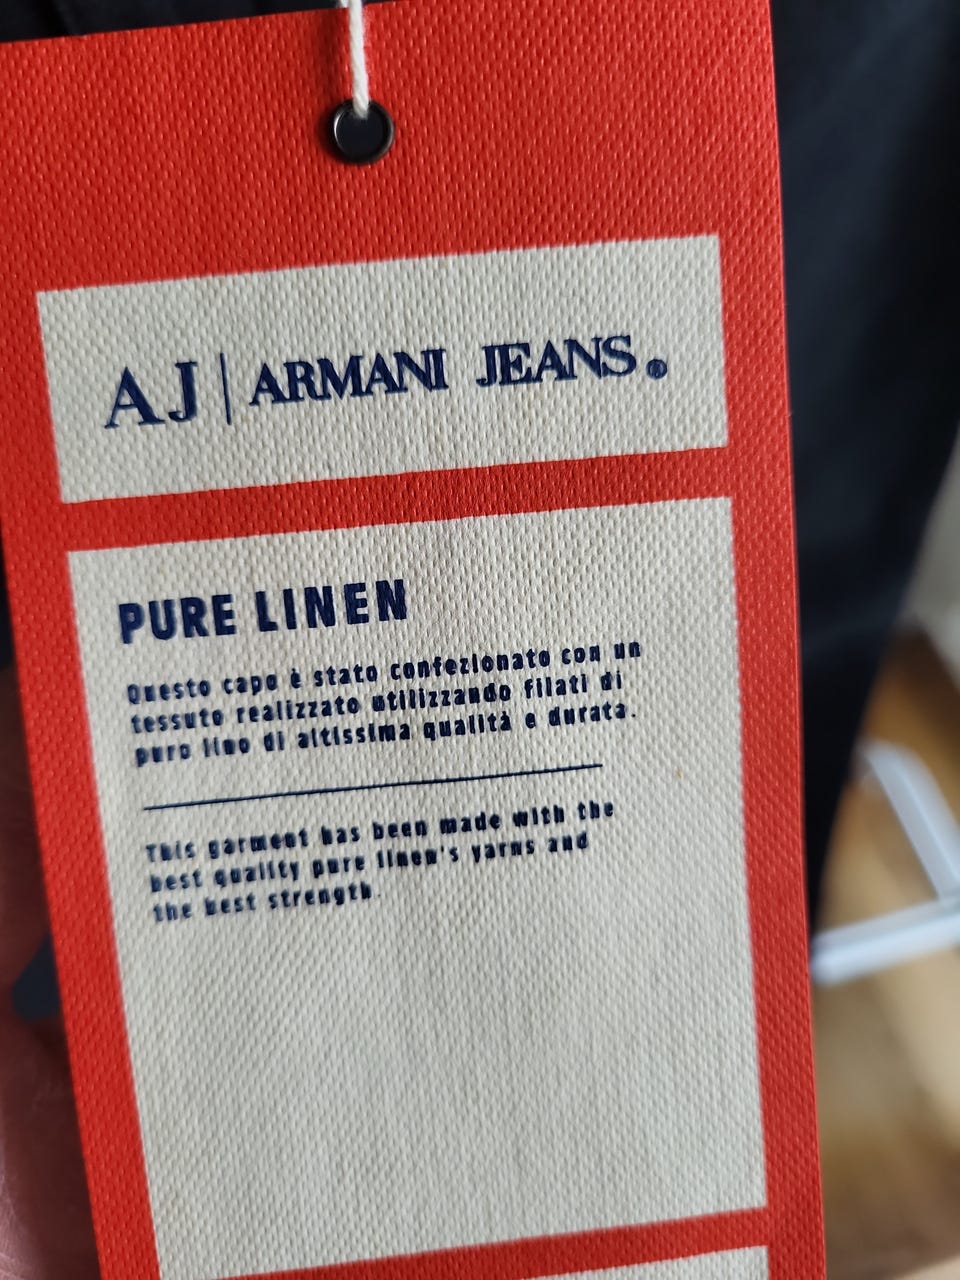 AJ | ARMANI JEANS®
PURE LINEN
Questo capo è stato confezionato con un
tessuto realizzato utilizzando filati di
puro lino di altissima qualità e durata.
This garment has been made with the
best quality pure linen's yarns and
the best strength.